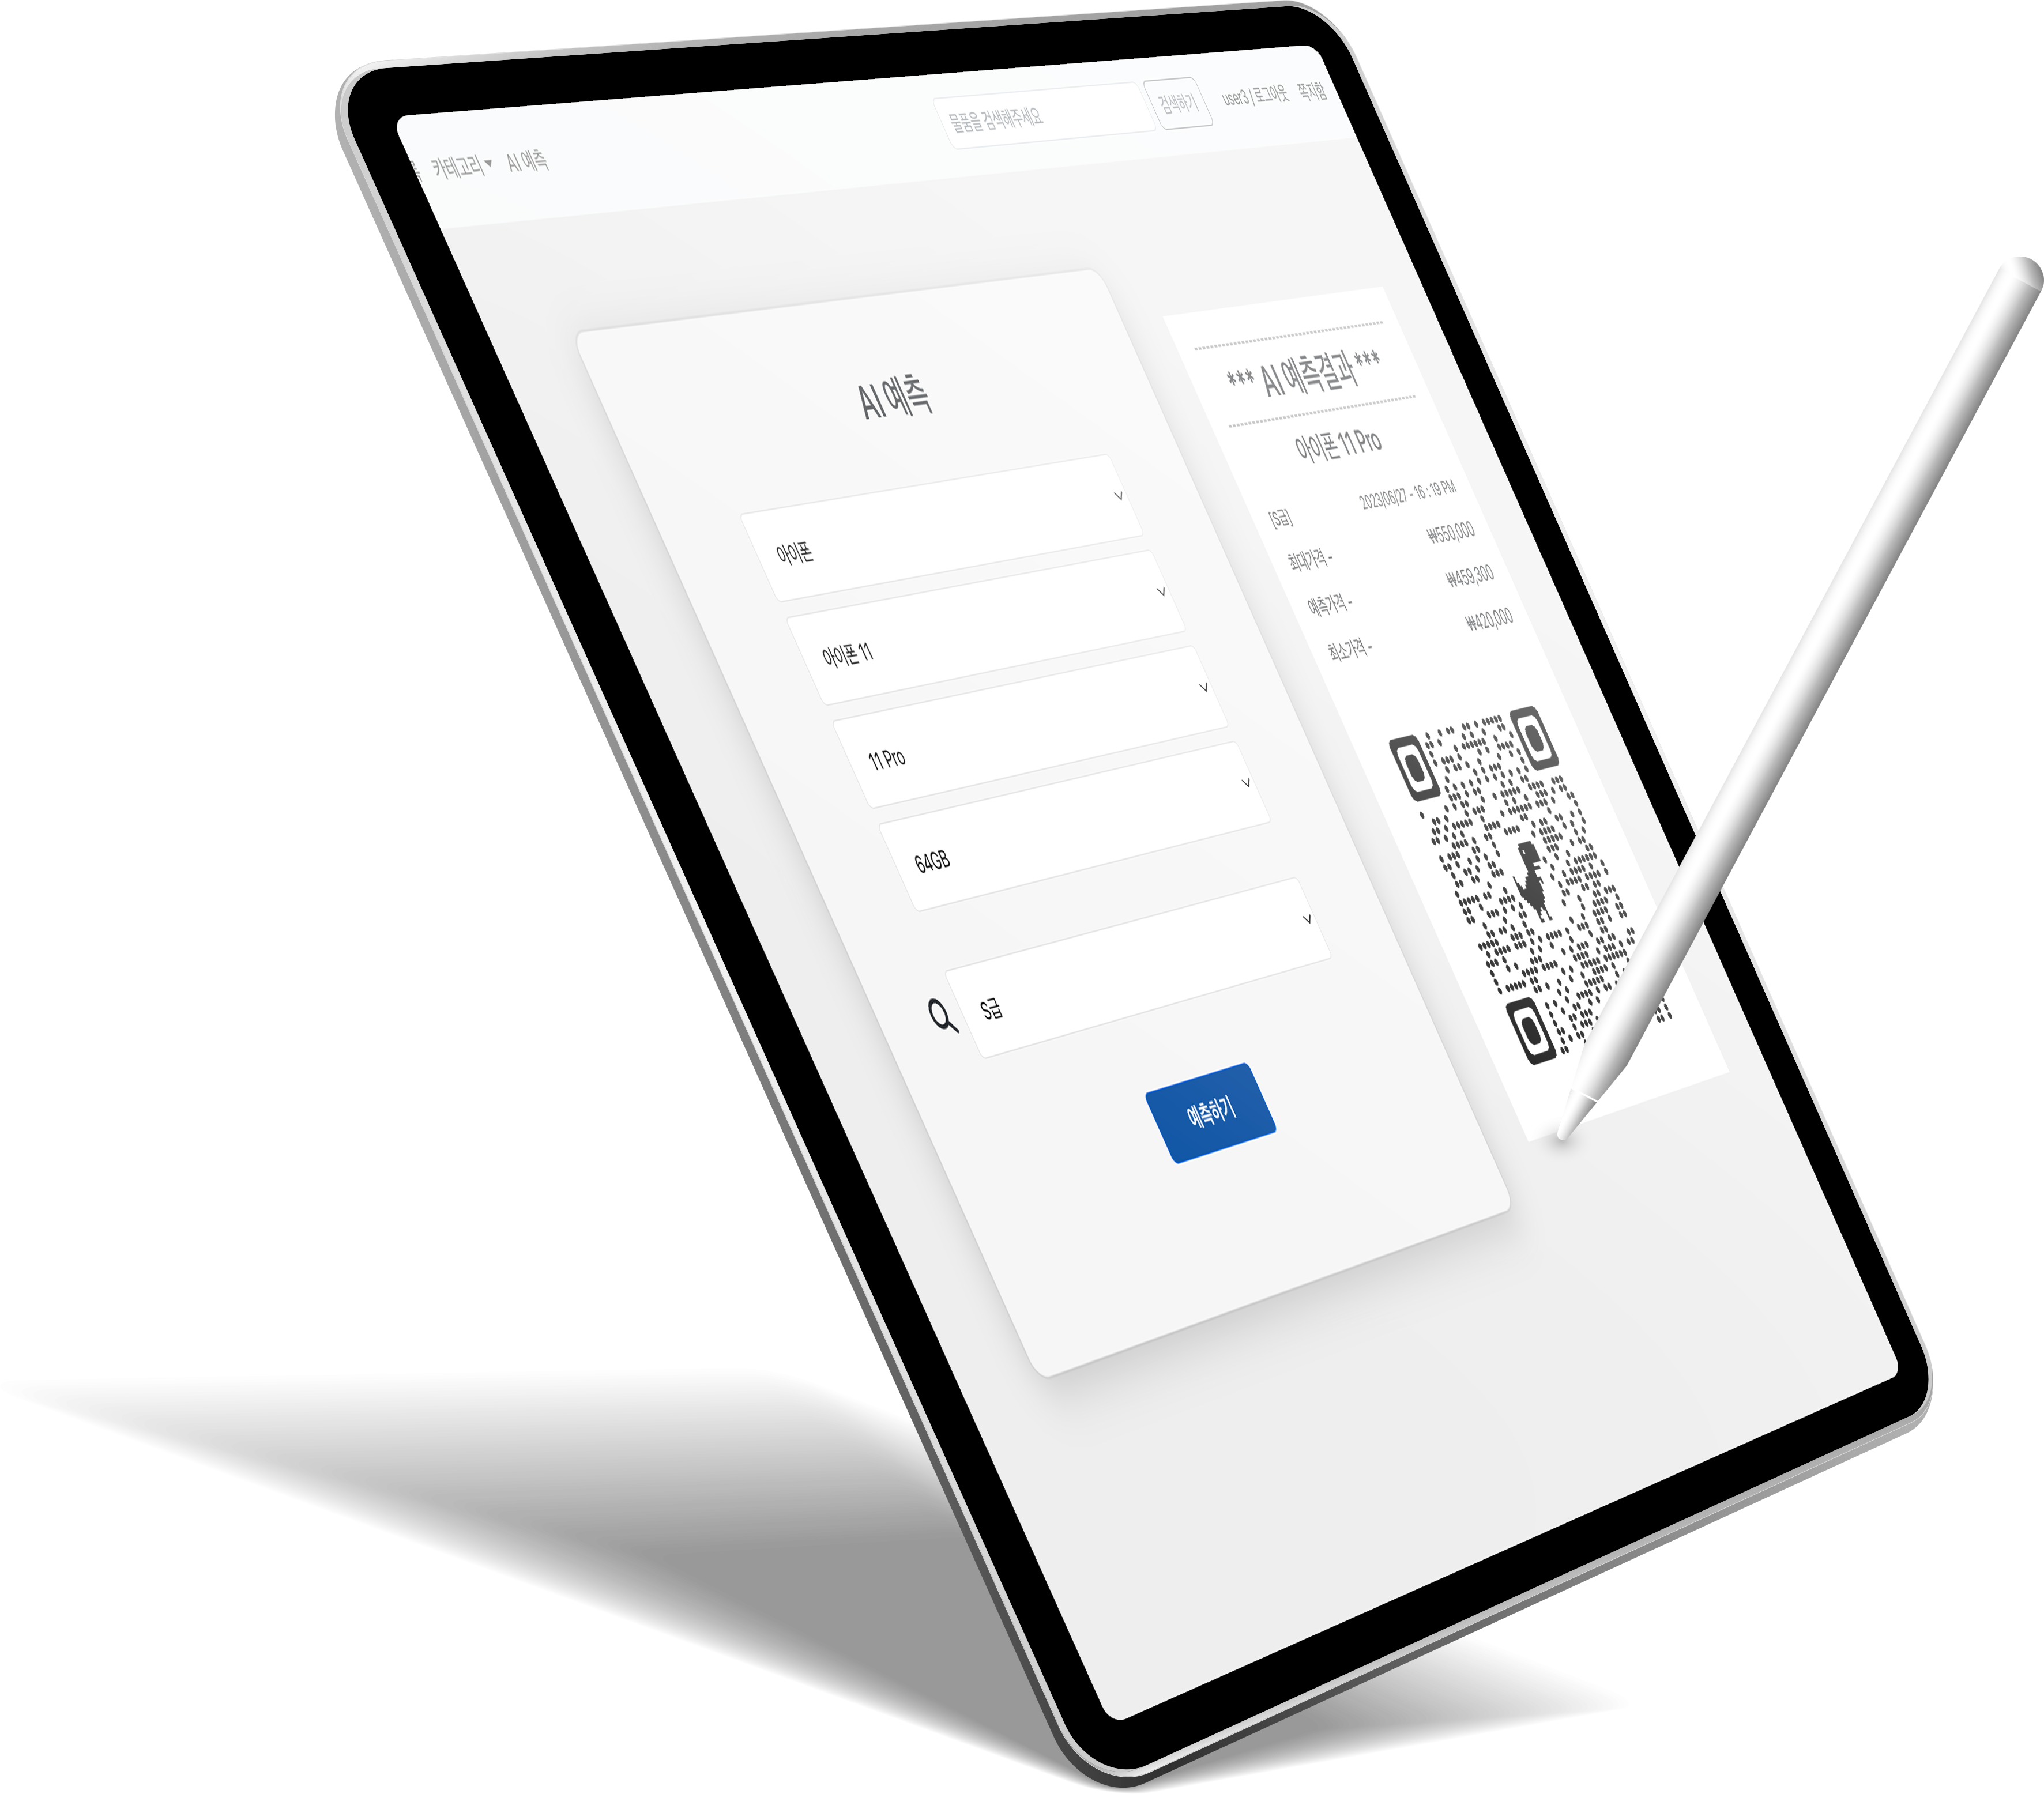 물품을 검색해주세요 검색하기 user3 | 로그아웃 쪽지함
카테고리 ▼ AI 예측
AI 예측
아이폰
아이폰 11
11 Pro
64GB
S급
예측하기
*** AI 예측결과 ***
아이폰 11 Pro
[S급] 2023/06/27 - 16 : 19 PM
최대가격 - ₩550,000
예측가격 - ₩459,300
최소가격 - ₩420,000